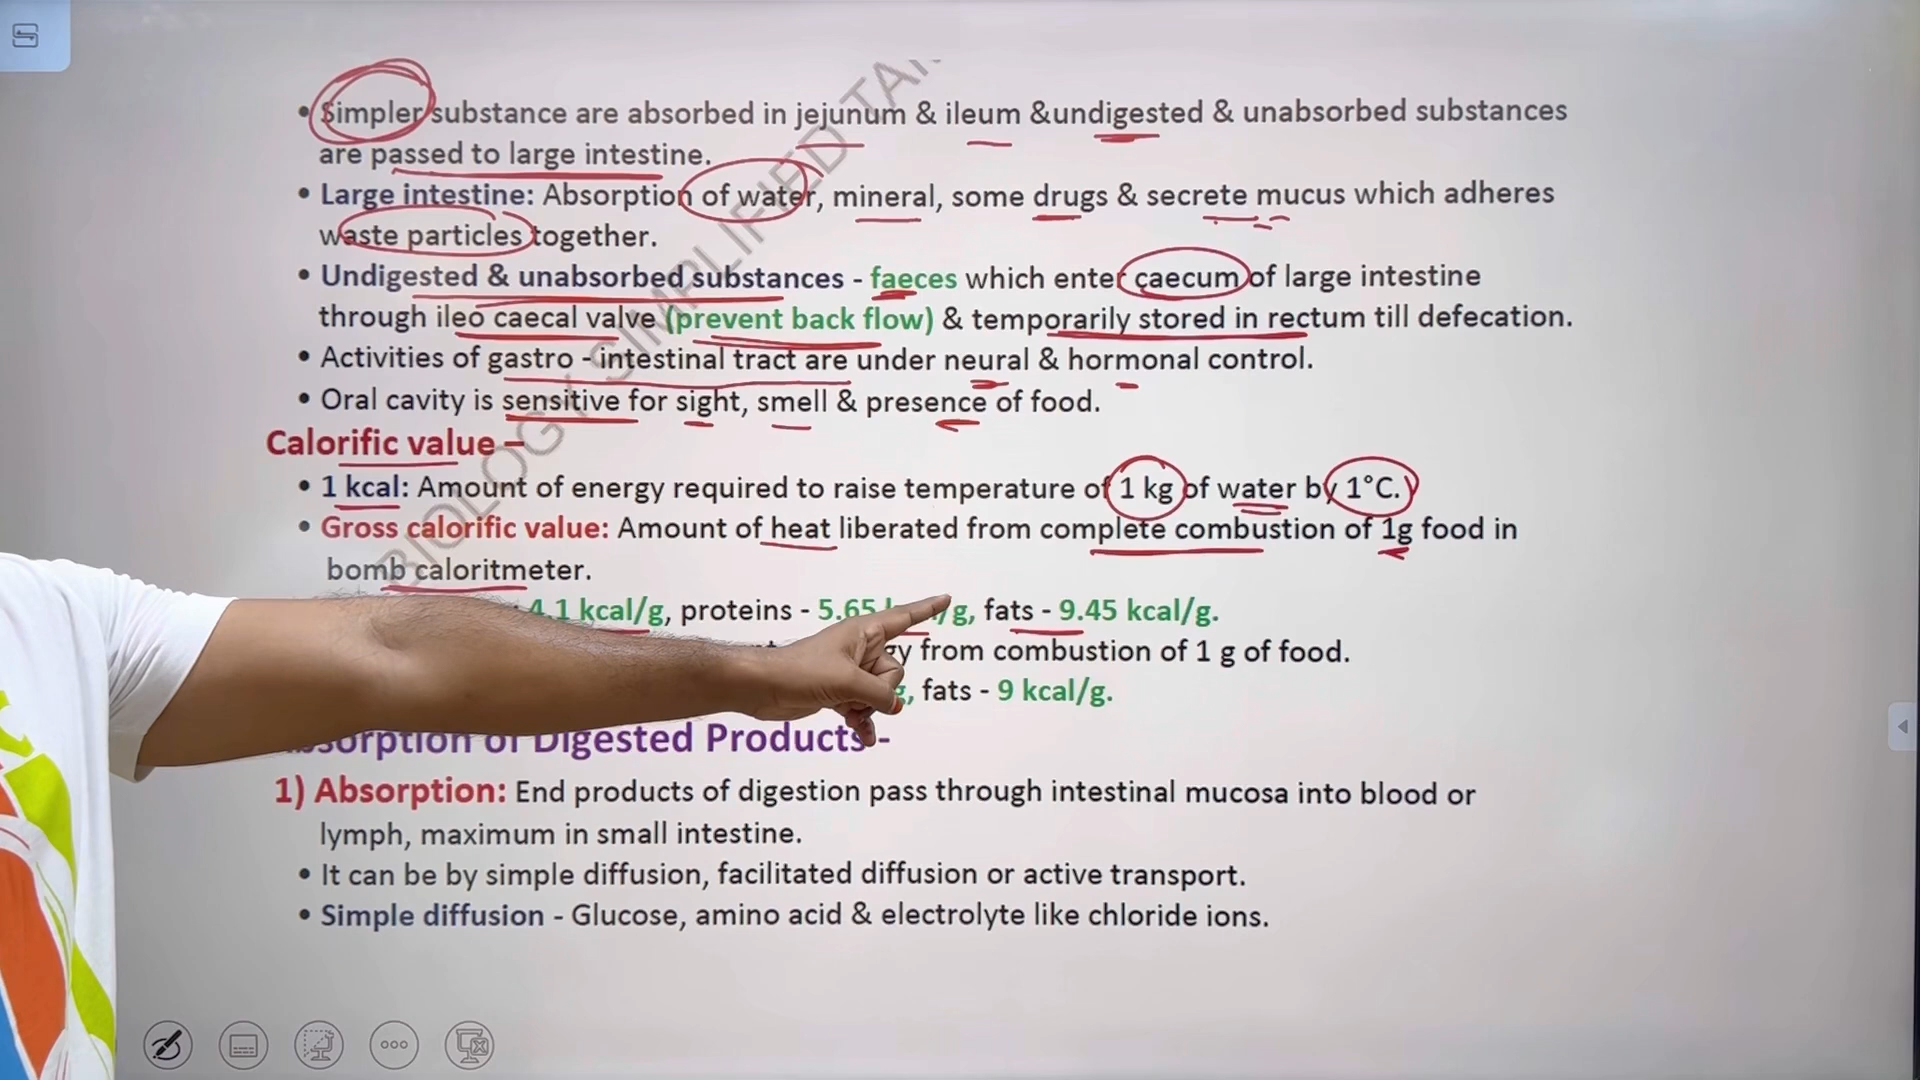 • Simpler substance are absorbed in jejunum & ileum &undigested & unabsorbed substances
are passed to large intestine.
• Large intestine: Absorption of water, mineral, some drugs & secrete mucus which adheres
waste particles together.
• Undigested & unabsorbed substances - faeces which enter caecum of large intestine
through ileo caecal valve (prevent back flow) & temporarily stored in rectum till defecation.
• Activities of gastro - intestinal tract are under neural & hormonal control.
• Oral cavity is sensitive for sight, smell & presence of food.
Calorific value –
• 1 kcal: Amount of energy required to raise temperature of 1 kg of water by 1°C.
• Gross calorific value: Amount of heat liberated from complete combustion of 1g food in
bomb caloritmeter.
4.1 kcal/g, proteins - 5.65 /g, fats - 9.45 kcal/g.
from combustion of 1 g of food.
fats - 9 kcal/g.
of Digested Products -
1) Absorption: End products of digestion pass through intestinal mucosa into blood or
lymph, maximum in small intestine.
• It can be by simple diffusion, facilitated diffusion or active transport.
• Simple diffusion - Glucose, amino acid & electrolyte like chloride ions.
BIOLOGY SIMPLIFIED